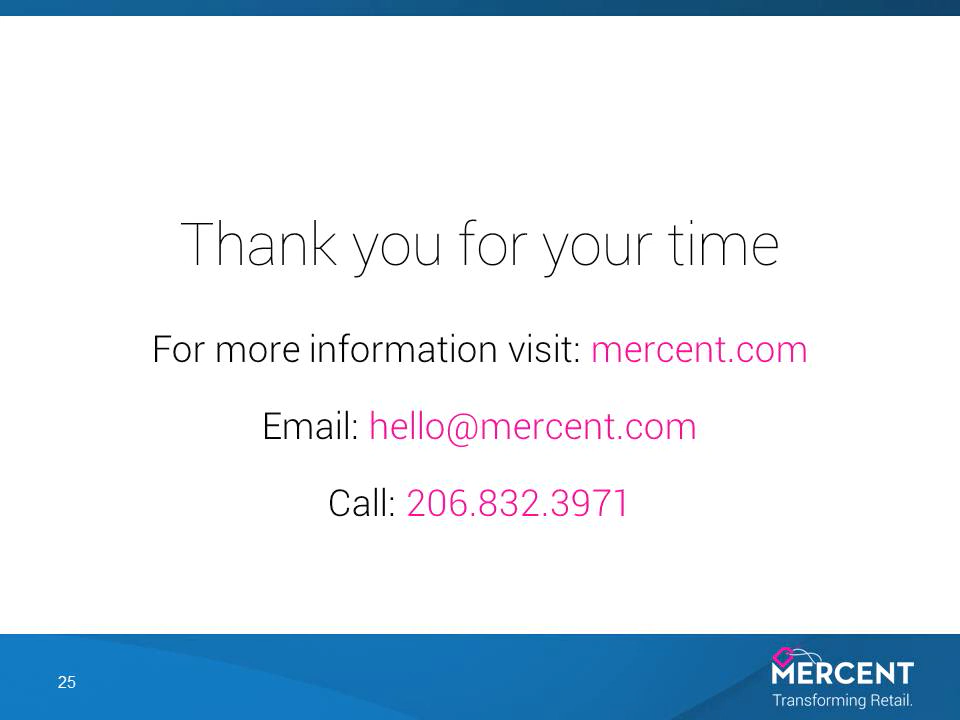 Thank you for your time
For more information visit: mercent.com
Email: hello@mercent.com
Call: 206.832.3971
25
MERCENT
Transforming Retail.